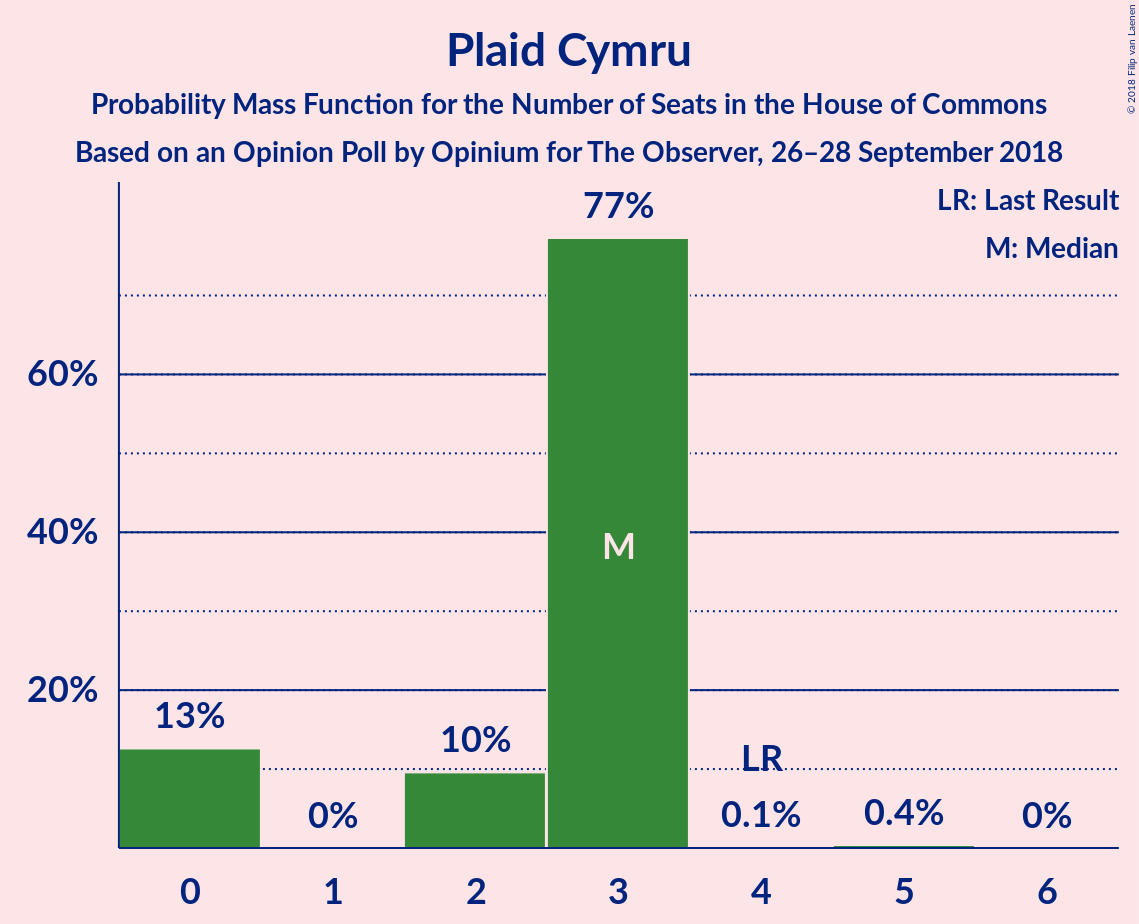 Plaid Cymru
Probability Mass Function for the Number of Seats in the House of Commons
Based on an Opinion Poll by Opinium for The Observer, 26–28 September 2018
© 2018 Filip van Laenen
LR: Last Result
M: Median
77%
60%
40%
20%
M
13%
0%
10%
LR
0.1%
0.4%
0%
0 1 2 3 4 5 6